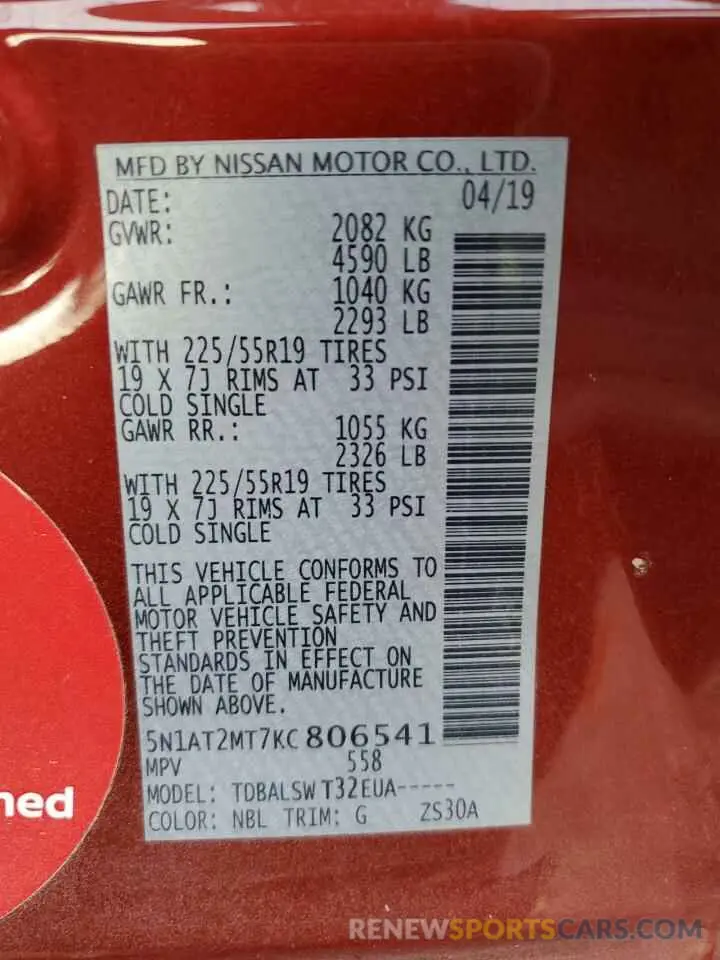 MFD BY NISSAN MOTOR CO., LTD.
DATE: 04/19
GVWR: 2082 KG
4590 LB
GAWR FR.: 1040 KG
2293 LB
WITH 225/55R19 TIRES
19 X 7J RIMS AT 33 PSI
COLD SINGLE
GAWR RR.: 1055 KG
2326 LB
WITH 225/55R19 TIRES
19 X 7J RIMS AT 33 PSI
COLD SINGLE
THIS VEHICLE CONFORMS TO
ALL APPLICABLE FEDERAL
MOTOR VEHICLE SAFETY AND
THEFT PREVENTION
STANDARDS IN EFFECT ON
THE DATE OF MANUFACTURE
SHOWN ABOVE.
5N1AT2MT7KC806541
MPV 558
MODEL: TDBALSWT32EUA-----
COLOR: NBL TRIM: G ZS30A
ned
RENEWSPORTSCARS.COM